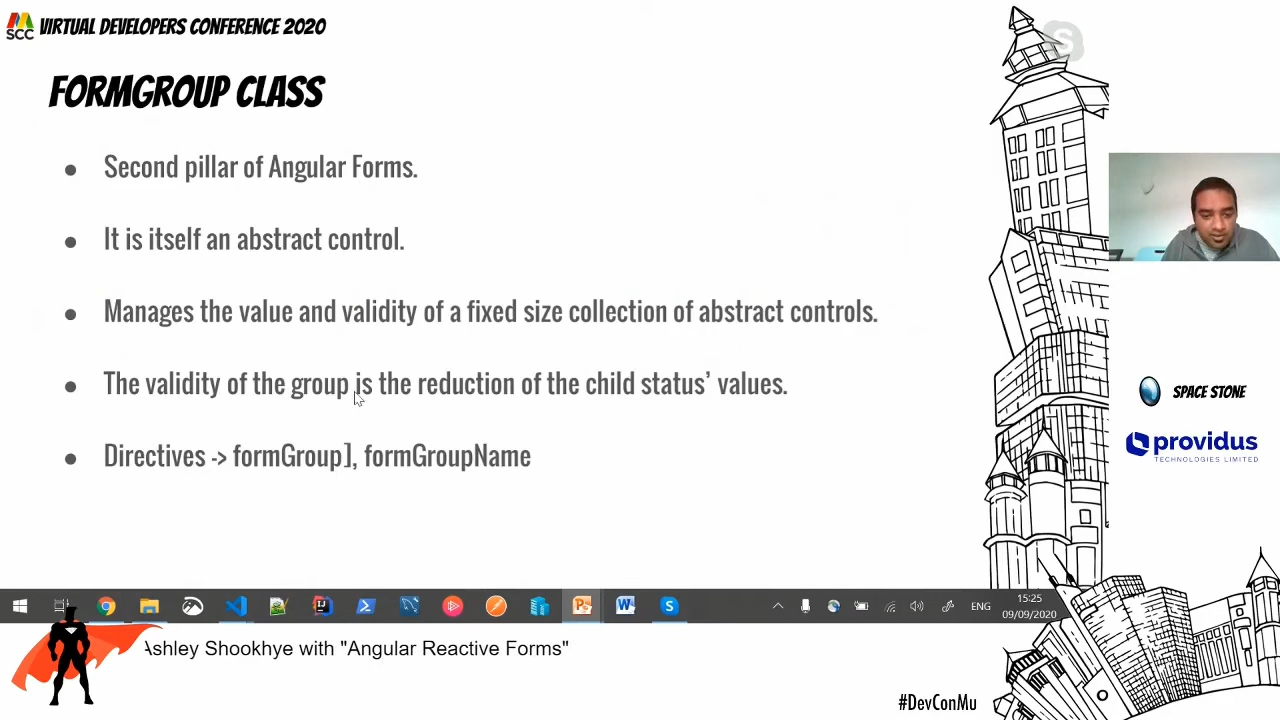 SCC VIRTUAL DEVELOPERS CONFERENCE 2020
FORMGROUP CLASS
● Second pillar of Angular Forms.
● It is itself an abstract control.
● Manages the value and validity of a fixed size collection of abstract controls.
● The validity of the group is the reduction of the child status’ values.
● Directives -> formGroup], formGroupName
SPACE STONE
providus
TECHNOLOGIES LIMITED
ENG
15:25
09/09/2020
Ashley Shookhye with "Angular Reactive Forms"
#DevConMu